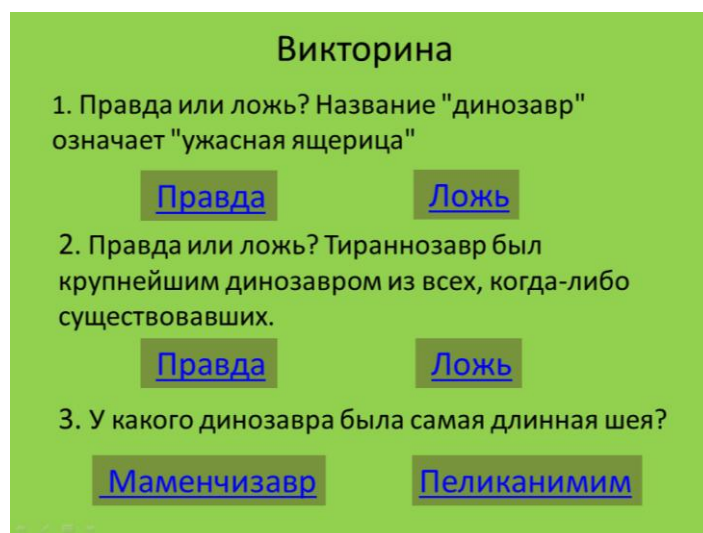 Викторина
1. Правда или ложь? Название "динозавр"
означает "ужасная ящерица"
Правда Ложь
2. Правда или ложь? Тираннозавр был
крупнейшим динозавром из всех, когда-либо
существовавших.
Правда Ложь
3. У какого динозавра была самая длинная шея?
Маменчизавр Пеликанимим